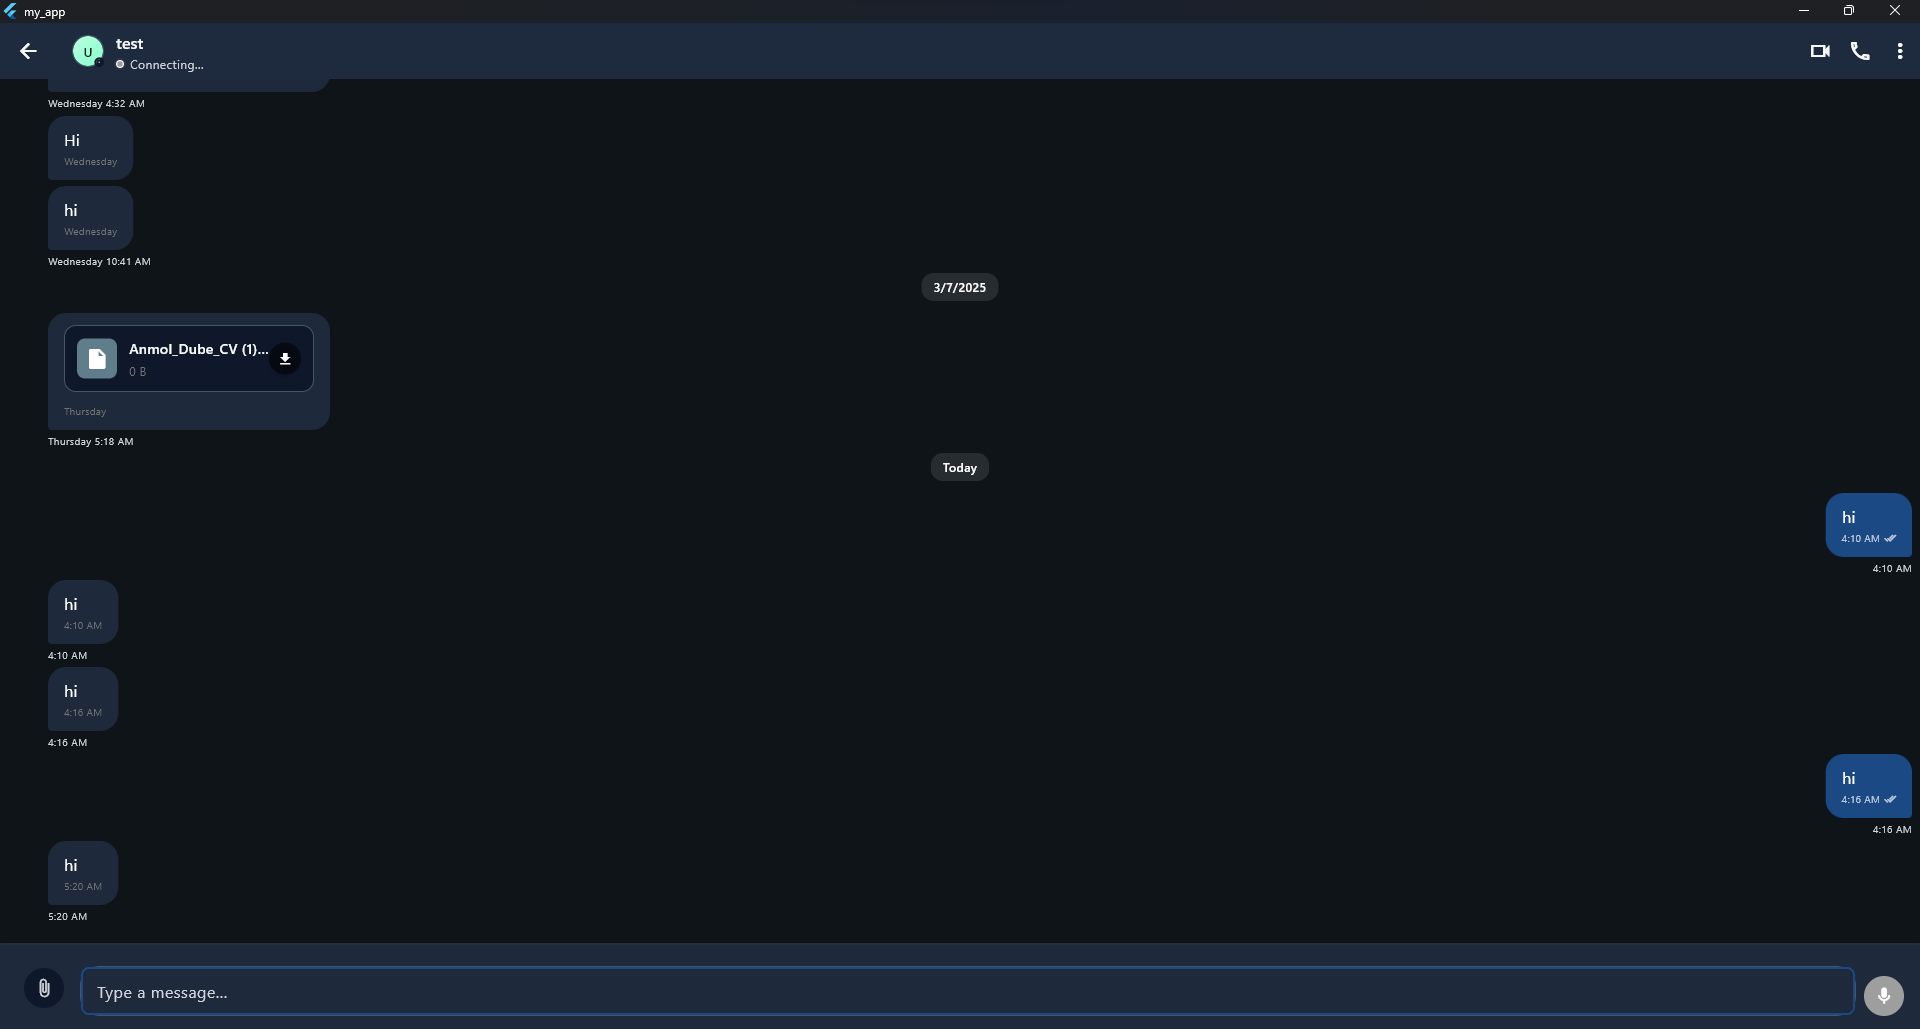 my_app
test
U
Connecting...
Wednesday 4:32 AM
Hi
Wednesday
hi
Wednesday
Wednesday 10:41 AM
3/7/2025
Anmol_Dube_CV (1)...
0 B
Thursday
Thursday 5:18 AM
Today
hi
4:10 AM
4:10 AM
hi
4:10 AM
4:10 AM
hi
4:16 AM
4:16 AM
hi
4:16 AM
4:16 AM
hi
5:20 AM
5:20 AM
Type a message...